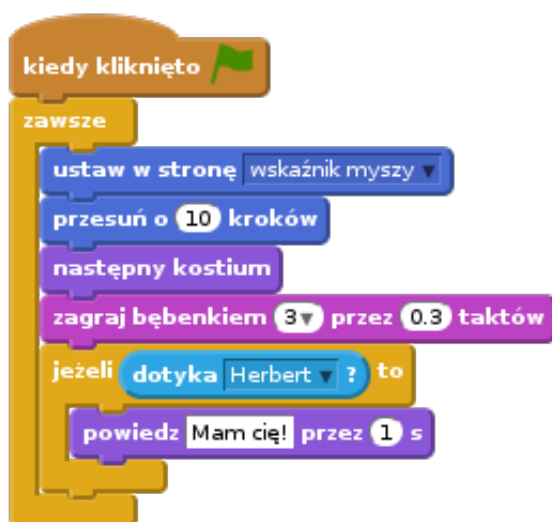 kiedy kliknięto
zawsze
ustaw w stronę wskaźnik myszy
przesuń o 10 kroków
następny kostium
zagraj bębenkiem 3 przez 0.3 taktów
jeżeli dotyka Herbert ? to
powiedz Mam cię! przez 1 s